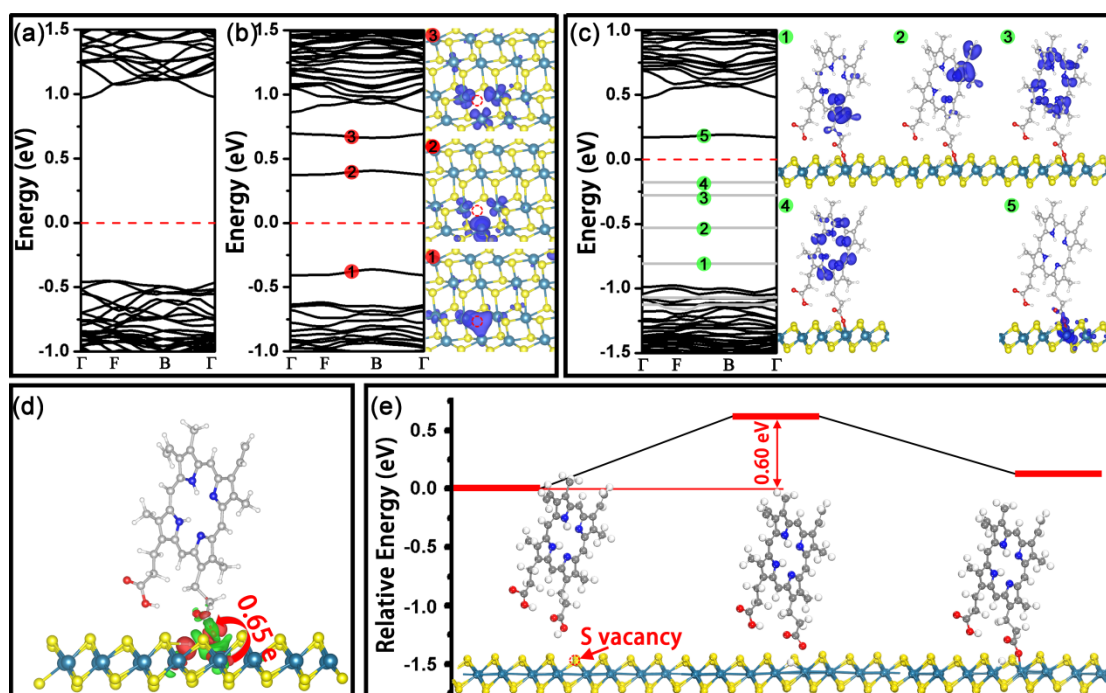 (a)
Energy (eV)
1.5
1.0
0.5
0.0
-0.5
-1.0
Γ F B Γ
(b)
Energy (eV)
1.5
1.0
0.5
0.0
-0.5
-1.0
3
2
1
Γ F B Γ
3
2
1
(c)
Energy (eV)
1.0
0.5
0.0
-0.5
-1.0
-1.5
5
4
3
2
1
Γ F B Γ
1 2 3
4 5
(d)
0.65 e
(e)
Relative Energy (eV)
0.5
0.0
-0.5
-1.0
-1.5
0.60 eV
S vacancy